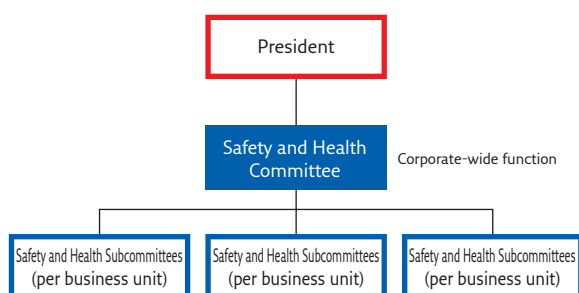 President
Safety and Health
Committee
Corporate-wide function
Safety and Health Subcommittees
(per business unit)
Safety and Health Subcommittees
(per business unit)
Safety and Health Subcommittees
(per business unit)